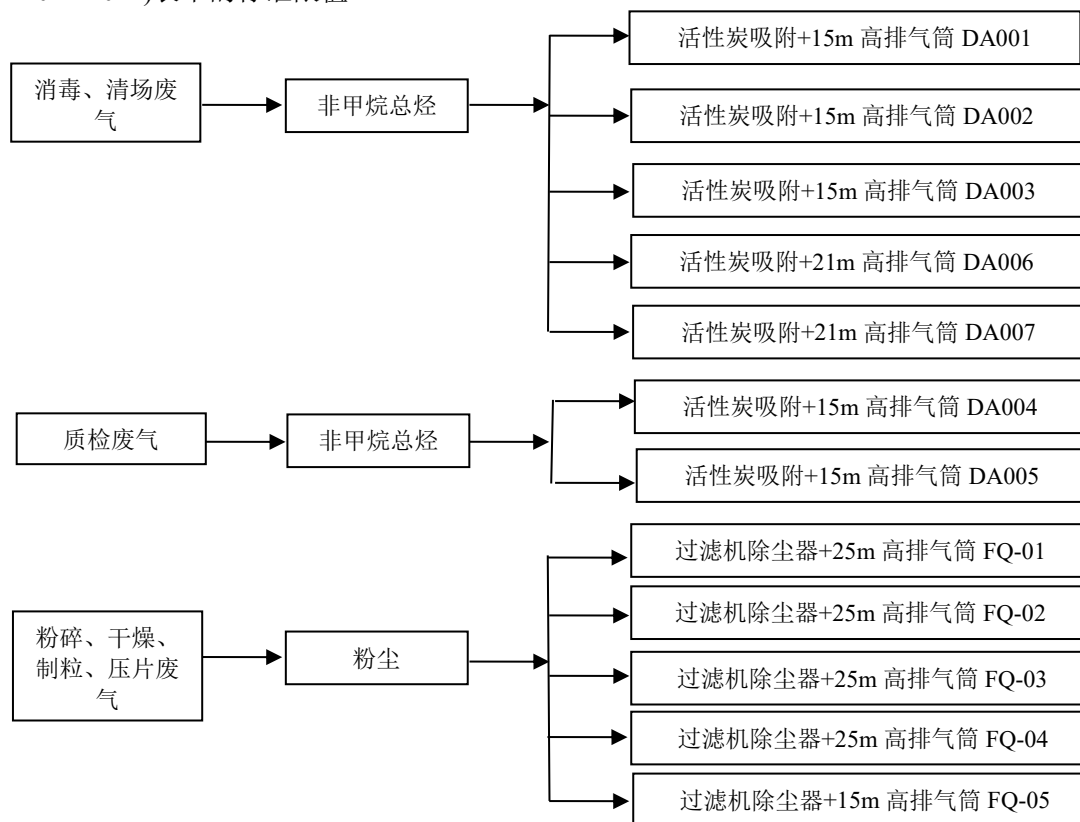 消毒、清场废
气
非甲烷总烃
活性炭吸附+15m 高排气筒 DA001
活性炭吸附+15m 高排气筒 DA002
活性炭吸附+15m 高排气筒 DA003
活性炭吸附+21m 高排气筒 DA006
活性炭吸附+21m 高排气筒 DA007
质检废气
非甲烷总烃
活性炭吸附+15m 高排气筒 DA004
活性炭吸附+15m 高排气筒 DA005
粉碎、干燥、
制粒、压片废
气
粉尘
过滤机除尘器+25m 高排气筒 FQ-01
过滤机除尘器+25m 高排气筒 FQ-02
过滤机除尘器+25m 高排气筒 FQ-03
过滤机除尘器+25m 高排气筒 FQ-04
过滤机除尘器+15m 高排气筒 FQ-05